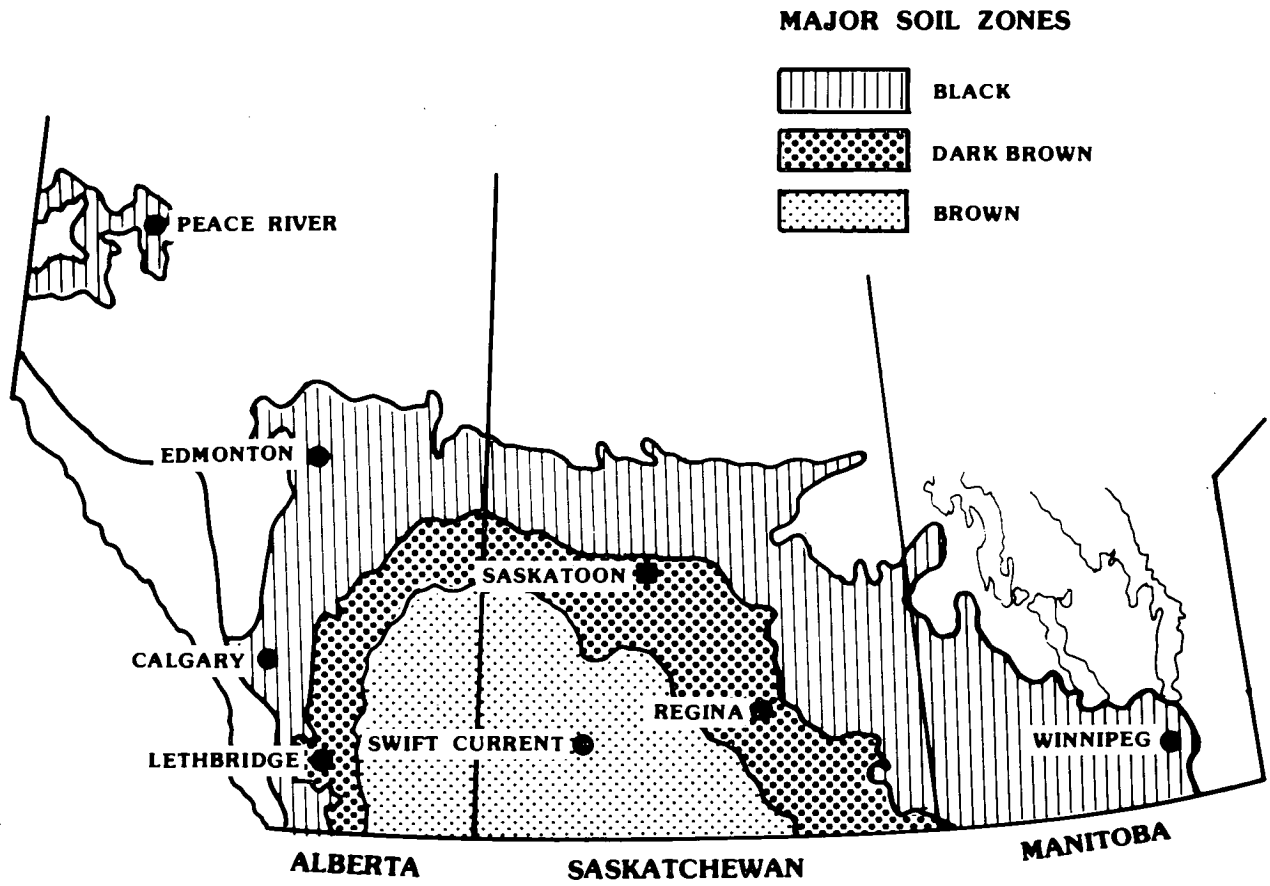 MAJOR SOIL ZONES
BLACK
DARK BROWN
BROWN
PEACE RIVER
EDMONTON
SASKATOON
CALGARY
REGINA
SWIFT CURRENT
LETHBRIDGE
WINNIPEG
ALBERTA
SASKATCHEWAN
MANITOBA